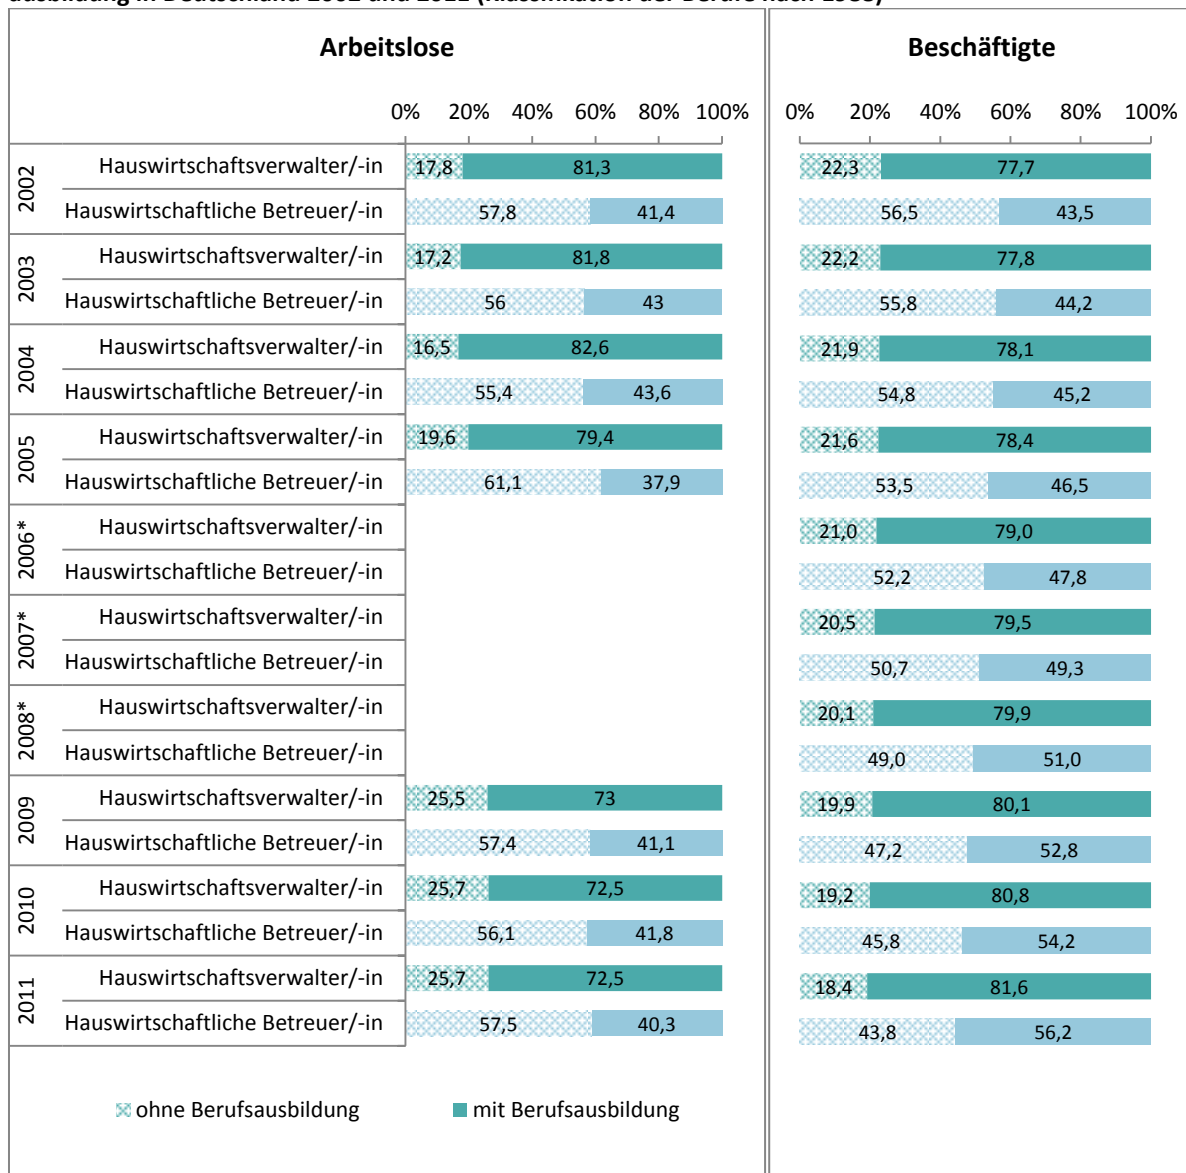 Arbeitslose Beschäftigte
0% 20% 40% 60% 80% 100% 0% 20% 40% 60% 80% 100%
2002 Hauswirtschaftsverwalter/-in 17,8 81,3 22,3 77,7
Hauswirtschaftliche Betreuer/-in 57,8 41,4 56,5 43,5
2003 Hauswirtschaftsverwalter/-in 17,2 81,8 22,2 77,8
Hauswirtschaftliche Betreuer/-in 56 43 55,8 44,2
2004 Hauswirtschaftsverwalter/-in 16,5 82,6 21,9 78,1
Hauswirtschaftliche Betreuer/-in 55,4 43,6 54,8 45,2
2005 Hauswirtschaftsverwalter/-in 19,6 79,4 21,6 78,4
Hauswirtschaftliche Betreuer/-in 61,1 37,9 53,5 46,5
2006* Hauswirtschaftsverwalter/-in 21,0 79,0
Hauswirtschaftliche Betreuer/-in 52,2 47,8
2007* Hauswirtschaftsverwalter/-in 20,5 79,5
Hauswirtschaftliche Betreuer/-in 50,7 49,3
2008* Hauswirtschaftsverwalter/-in 20,1 79,9
Hauswirtschaftliche Betreuer/-in 49,0 51,0
2009 Hauswirtschaftsverwalter/-in 25,5 73 19,9 80,1
Hauswirtschaftliche Betreuer/-in 57,4 41,1 47,2 52,8
2010 Hauswirtschaftsverwalter/-in 25,7 72,5 19,2 80,8
Hauswirtschaftliche Betreuer/-in 56,1 41,8 45,8 54,2
2011 Hauswirtschaftsverwalter/-in 25,7 72,5 18,4 81,6
Hauswirtschaftliche Betreuer/-in 57,5 40,3 43,8 56,2
ohne Berufsausbildung mit Berufsausbildung